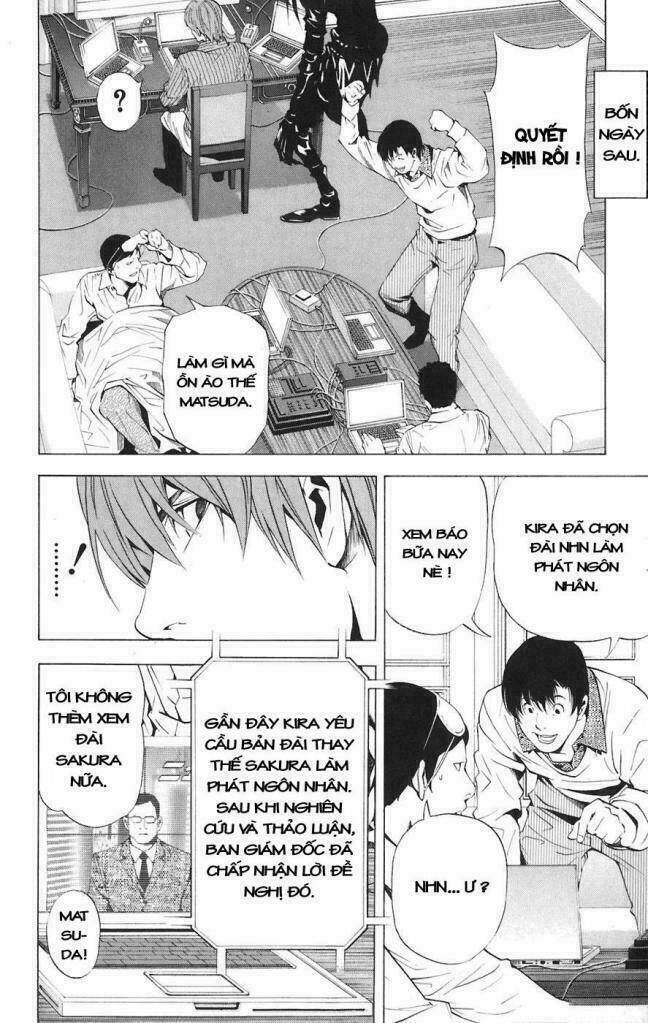 BỐN
NGÀY
SAU.
QUYẾT
ĐỊNH RỒI !
?
LÀM GÌ MÀ
ỒN ÀO THẾ
MATSUDA.
KIRA ĐÃ CHỌN
ĐÀI NHN LÀM
PHÁT NGÔN
NHÂN.
XEM BÁO
BỮA NAY
NÈ !
........!
NHN... Ư ?
GẦN ĐÂY KIRA YÊU
CẦU BẢN ĐÀI THAY
THẾ SAKURA LÀM
PHÁT NGÔN NHÂN.
SAU KHI NGHIÊN
CỨU VÀ THẢO LUẬN,
BAN GIÁM ĐỐC ĐÃ
CHẤP NHẬN LỜI ĐỀ
NGHỊ ĐÓ.
TÔI KHÔNG
THÈM XEM
ĐÀI
SAKURA
NỮA.
MAT
SU-
DA!